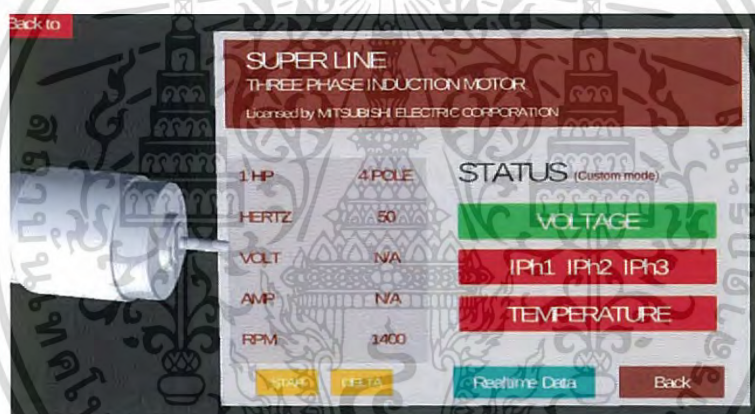 Back to
SUPER LINE
THREE PHASE INDUCTION MOTOR
Licensed by MITSUBISHI ELECTRIC CORPORATION
1 HP 4 POLE
HERTZ 50
VOLT N/A
AMP N/A
RPM 1400
STAR DELTA
STATUS (Custom mode)
VOLTAGE
IPh1 IPh2 IPh3
TEMPERATURE
Realtime Data Back